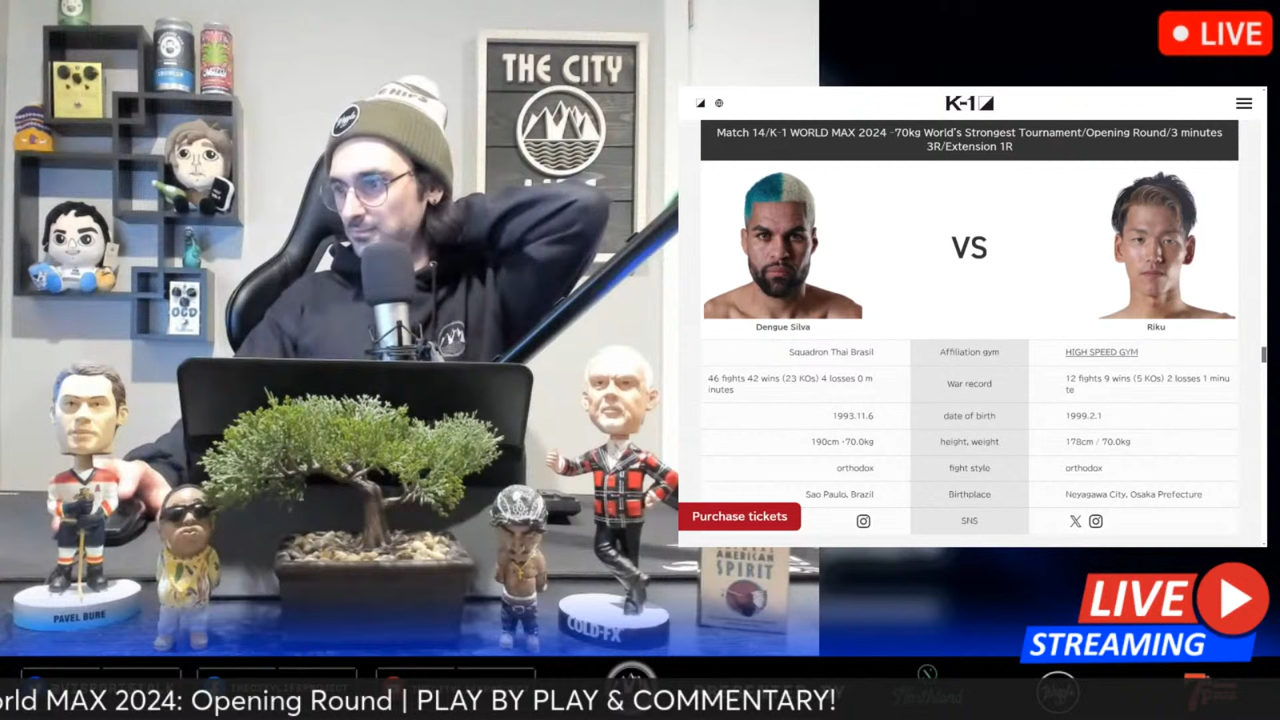 LIVE
THE CITY
OCD
K-1
Match 14/K-1 WORLD MAX 2024 -70kg World's Strongest Tournament/Opening Round/3 minutes
3R/Extension 1R
VS
Dengue Silva
Riku
Squadron Thai Brasil
Affiliation gym
HIGH SPEED GYM
46 fights 42 wins (23 KOs) 4 losses 0 m
inutes
War record
12 fights 9 wins (5 KOs) 2 losses 1 minu
te
1993.11.6
date of birth
1999.2.1
190cm ·70.0kg
height, weight
178cm / 70.0kg
orthodox
fight style
orthodox
Sao Paulo, Brazil
Birthplace
Neyagawa City, Osaka Prefecture
Purchase tickets
SNS
AMERICAN
SPIRIT
PAVEL BURE
COLD-FX
LIVE
STREAMING
orld MAX 2024: Opening Round | PLAY BY PLAY & COMMENTARY!